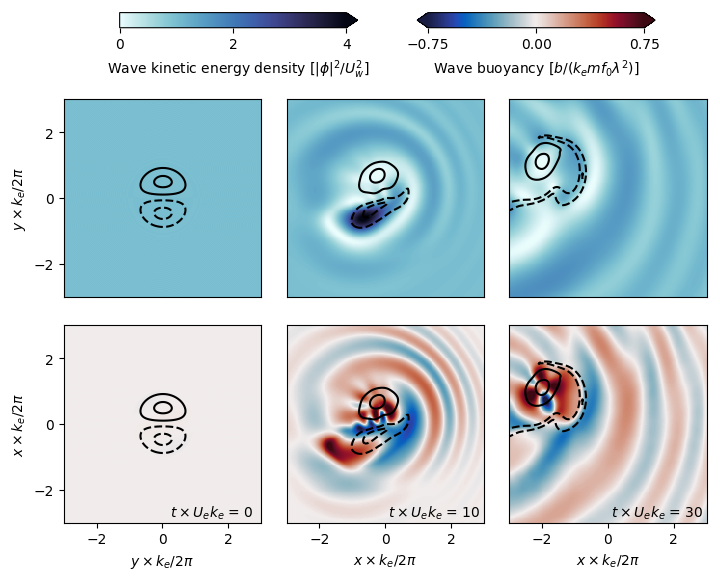 0 2 4
−0.75 0.00 0.75
Wave kinetic energy density [|ϕ|²/U_w²]
Wave buoyancy [b/(k_e m f_0 λ²)]
2
0
−2
y × k_e/2π
2
0
−2
x × k_e/2π
t × U_e k_e = 0
t × U_e k_e = 10
t × U_e k_e = 30
−2 0 2
−2 0 2
−2 0 2
y × k_e/2π
x × k_e/2π
x × k_e/2π